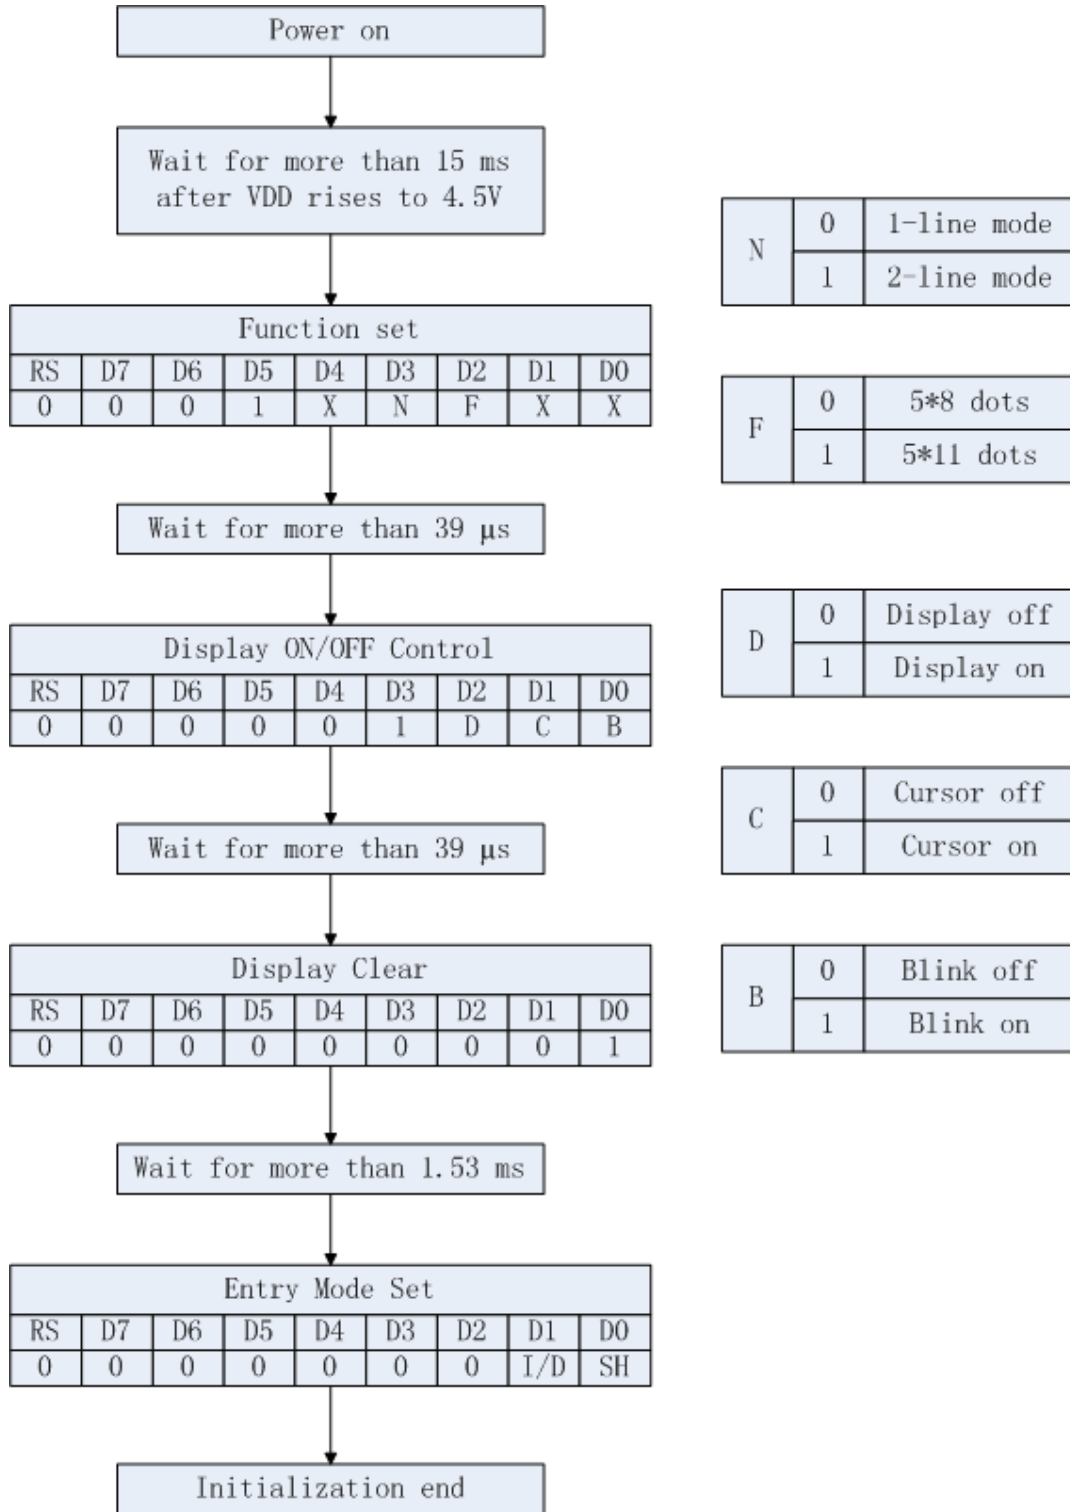 Power on
Wait for more than 15 ms
after VDD rises to 4.5V
Function set
RS D7 D6 D5 D4 D3 D2 D1 D0
0 0 0 1 X N F X X
Wait for more than 39 μs
Display ON/OFF Control
RS D7 D6 D5 D4 D3 D2 D1 D0
0 0 0 0 0 1 D C B
Wait for more than 39 μs
Display Clear
RS D7 D6 D5 D4 D3 D2 D1 D0
0 0 0 0 0 0 0 0 1
Wait for more than 1.53 ms
Entry Mode Set
RS D7 D6 D5 D4 D3 D2 D1 D0
0 0 0 0 0 0 0 I/D SH
Initialization end
N
0 1-line mode
1 2-line mode
F
0 5*8 dots
1 5*11 dots
D
0 Display off
1 Display on
C
0 Cursor off
1 Cursor on
B
0 Blink off
1 Blink on